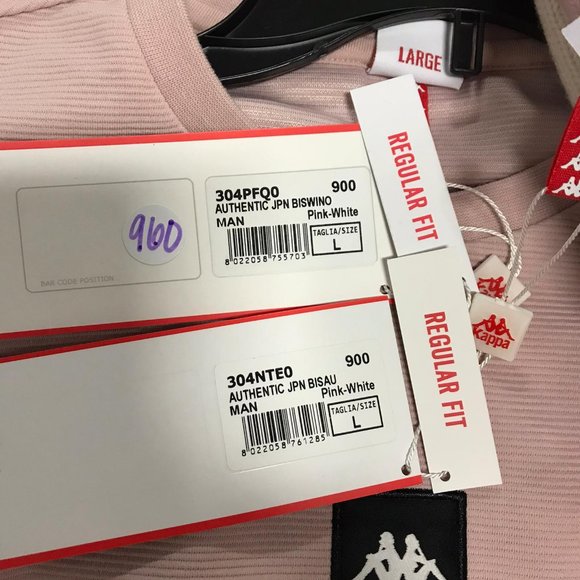 LARGE
304PFQ0 900
AUTHENTIC JPN BISWINO
MAN Pink-White
TAGLIA/SIZE
L
8 022058 755703
960
BAR CODE POSITION
REGULAR FIT
304NTE0 900
AUTHENTIC JPN BISAU
MAN Pink-White
TAGLIA/SIZE
L
8 022058 761285
REGULAR FIT
Kappa